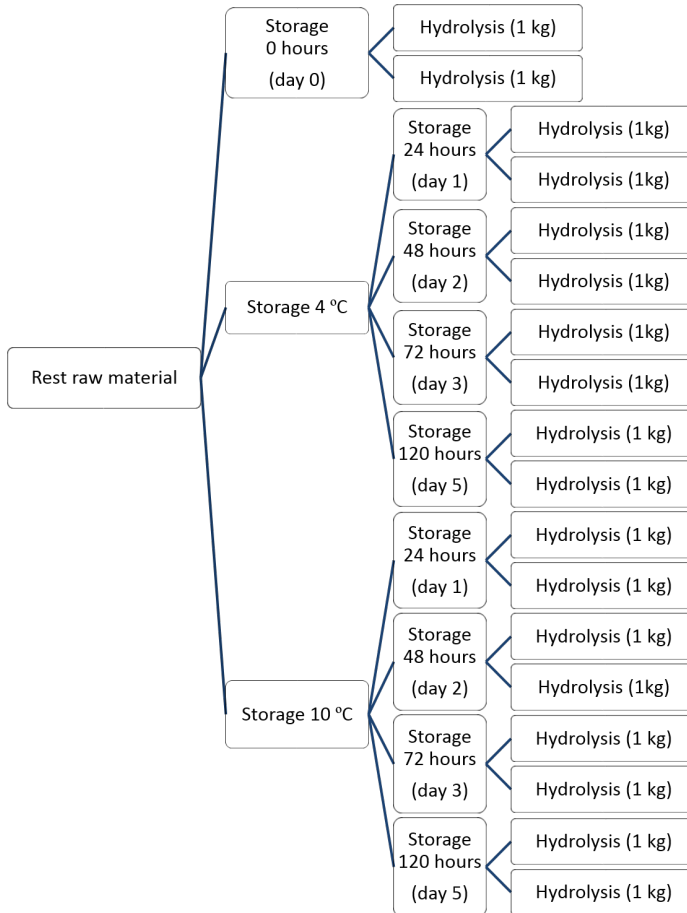 Storage
0 hours
(day 0)
Hydrolysis (1 kg)
Hydrolysis (1 kg)
Storage
24 hours
(day 1)
Hydrolysis (1kg)
Hydrolysis (1kg)
Storage
48 hours
(day 2)
Hydrolysis (1kg)
Hydrolysis (1kg)
Storage 4 ºC
Storage
72 hours
(day 3)
Hydrolysis (1kg)
Hydrolysis (1kg)
Rest raw material
Storage
120 hours
(day 5)
Hydrolysis (1 kg)
Hydrolysis (1 kg)
Storage
24 hours
(day 1)
Hydrolysis (1 kg)
Hydrolysis (1 kg)
Storage
48 hours
(day 2)
Hydrolysis (1 kg)
Hydrolysis (1kg)
Storage 10 ºC
Storage
72 hours
(day 3)
Hydrolysis (1 kg)
Hydrolysis (1 kg)
Storage
120 hours
(day 5)
Hydrolysis (1 kg)
Hydrolysis (1 kg)